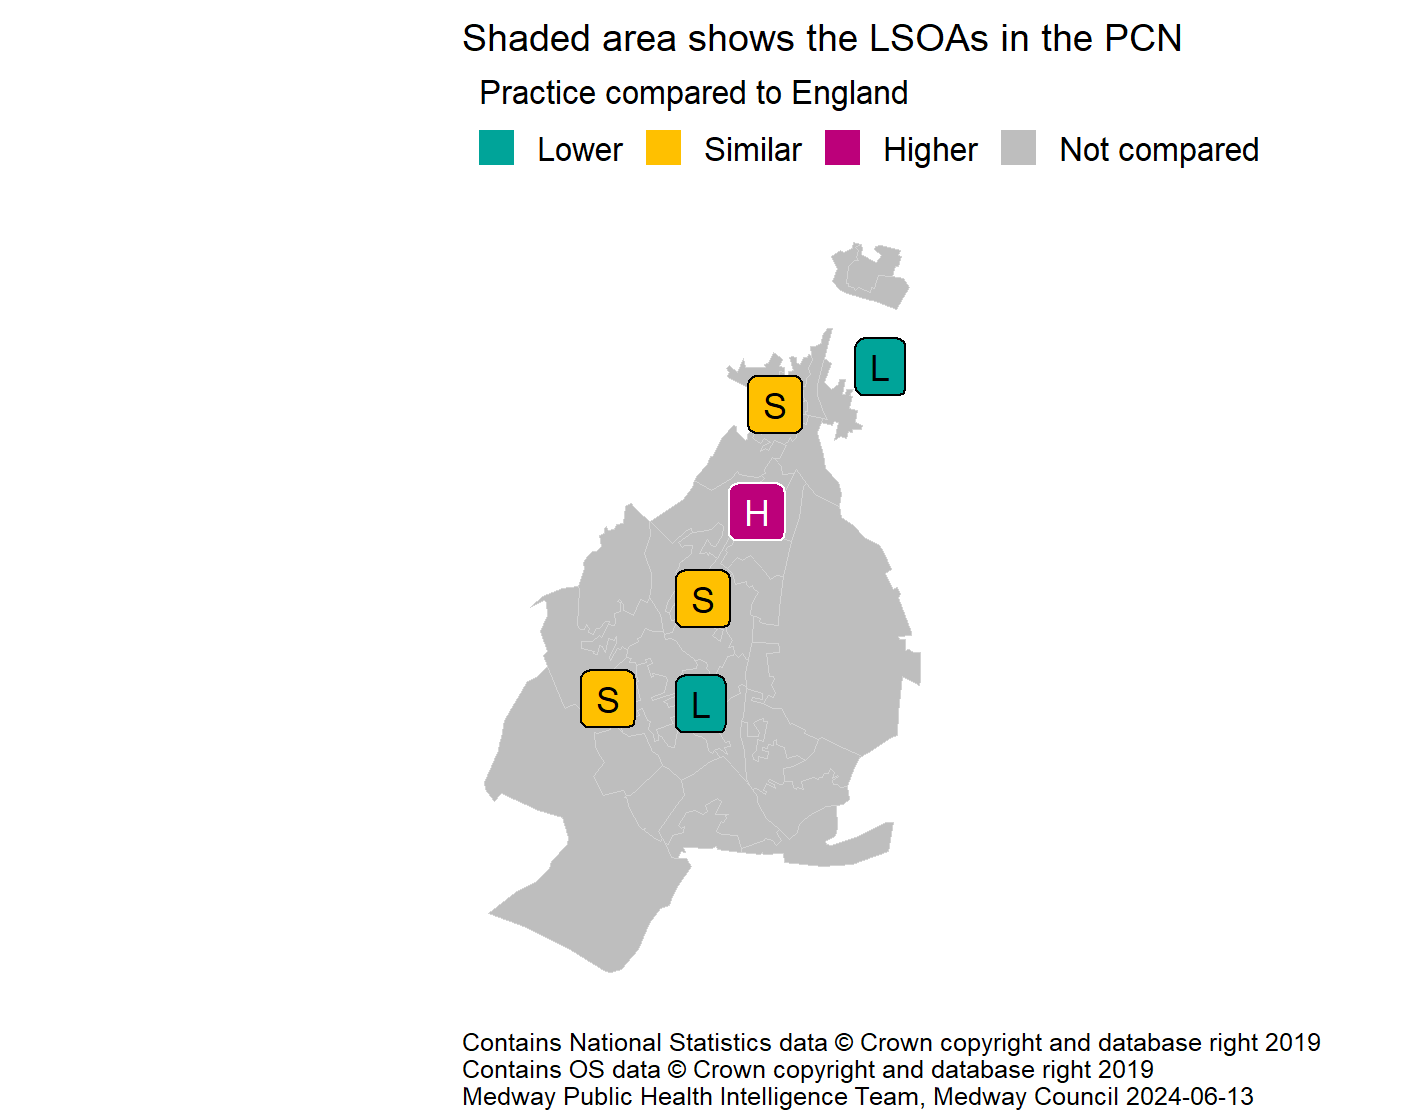 Shaded area shows the LSOAs in the PCN
Practice compared to England
Lower Similar Higher Not compared
L
S
H
S
S
L
Contains National Statistics data © Crown copyright and database right 2019
Contains OS data © Crown copyright and database right 2019
Medway Public Health Intelligence Team, Medway Council 2024-06-13